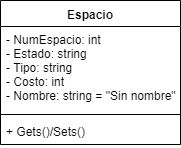 Espacio
- NumEspacio: int
- Estado: string
- Tipo: string
- Costo: int
- Nombre: string = "Sin nombre"
+ Gets()/Sets()